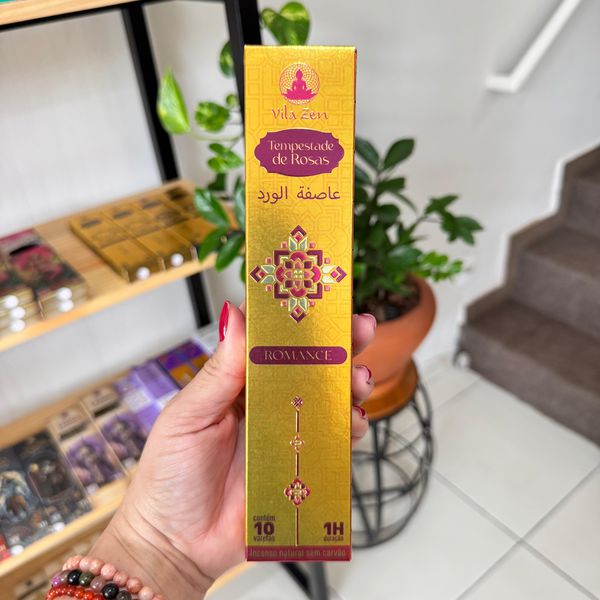 Vila Zen
Tempestade
de Rosas
عاصفة الورد
ROMANCE
contém
10
varetas
1H
duração
Incenso natural sem carvão